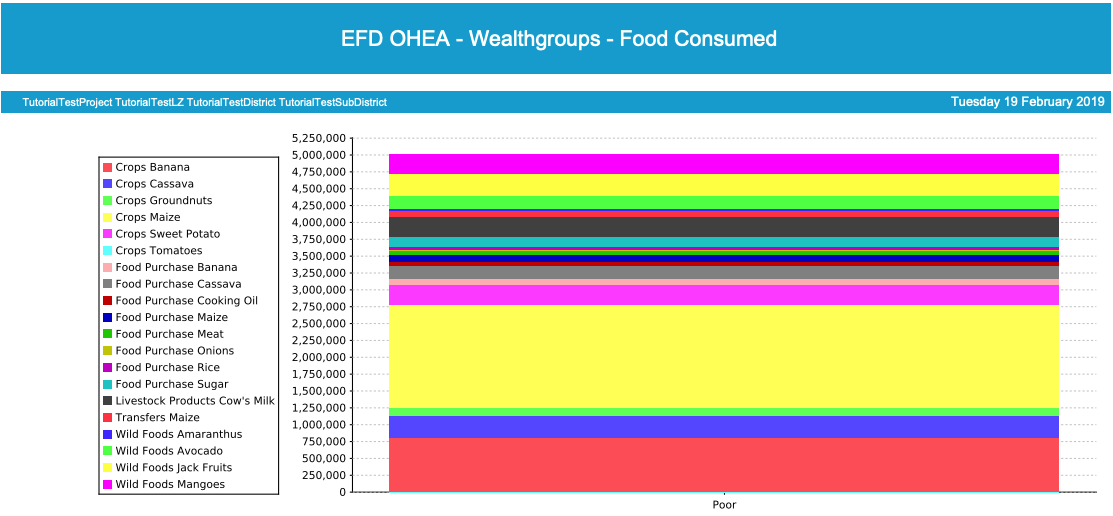 EFD OHEA - Wealthgroups - Food Consumed
TutorialTestProject TutorialTestLZ TutorialTestDistrict TutorialTestSubDistrict
Tuesday 19 February 2019
Crops Banana
Crops Cassava
Crops Groundnuts
Crops Maize
Crops Sweet Potato
Crops Tomatoes
Food Purchase Banana
Food Purchase Cassava
Food Purchase Cooking Oil
Food Purchase Maize
Food Purchase Meat
Food Purchase Onions
Food Purchase Rice
Food Purchase Sugar
Livestock Products Cow's Milk
Transfers Maize
Wild Foods Amaranthus
Wild Foods Avocado
Wild Foods Jack Fruits
Wild Foods Mangoes
5,250,000
5,000,000
4,750,000
4,500,000
4,250,000
4,000,000
3,750,000
3,500,000
3,250,000
3,000,000
2,750,000
2,500,000
2,250,000
2,000,000
1,750,000
1,500,000
1,250,000
1,000,000
750,000
500,000
250,000
0
Poor